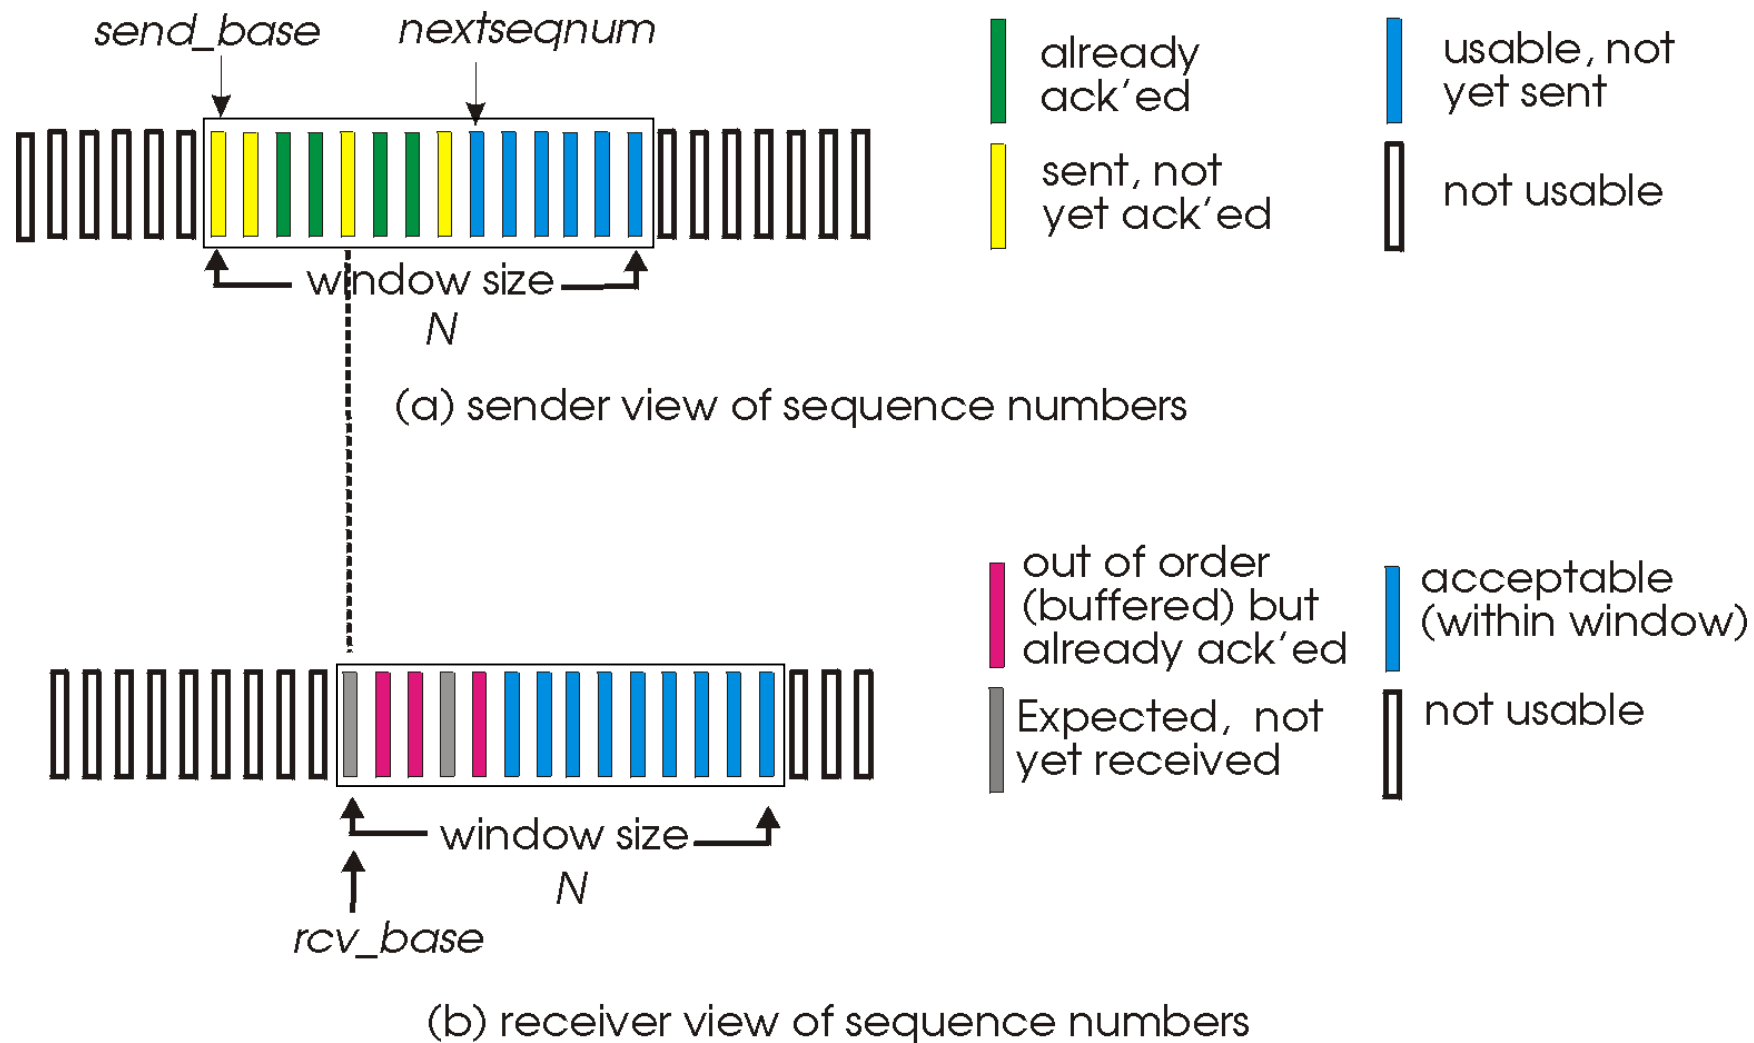 send_base
nextseqnum
already
ack'ed
usable, not
yet sent
sent, not
yet ack'ed
not usable
window size
N
(a) sender view of sequence numbers
out of order
(buffered) but
already ack'ed
acceptable
(within window)
Expected, not
yet received
not usable
window size
N
rcv_base
(b) receiver view of sequence numbers